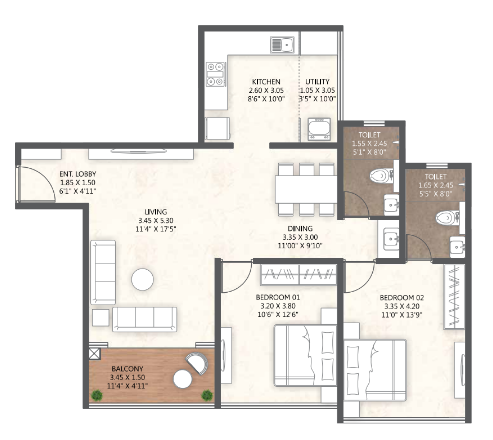 KITCHEN
2.60 X 3.05
8'6" X 10'0"
UTILITY
1.05 X 3.05
3'5" X 10'0"
TOILET
1.55 X 2.45
5'1" X 8'0"
ENT. LOBBY
1.85 X 1.50
6'1" X 4'11"
TOILET
1.65 X 2.45
5'5" X 8'0"
LIVING
3.45 X 5.30
11'4" X 17'5"
DINING
3.35 X 3.00
11'00" X 9'10"
BEDROOM 01
3.20 X 3.80
10'6" X 12'6"
BEDROOM 02
3.35 X 4.20
11'0" X 13'9"
BALCONY
3.45 X 1.50
11'4" X 4'11"